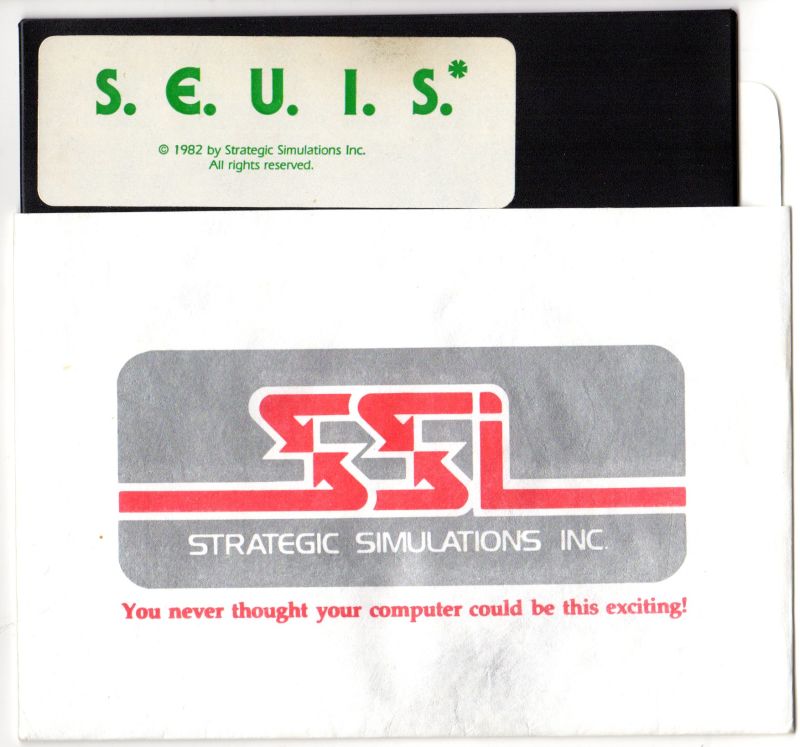 S. E. U. I. S.*
© 1982 by Strategic Simulations Inc.
All rights reserved.
SSI
STRATEGIC SIMULATIONS INC.
You never thought your computer could be this exciting!